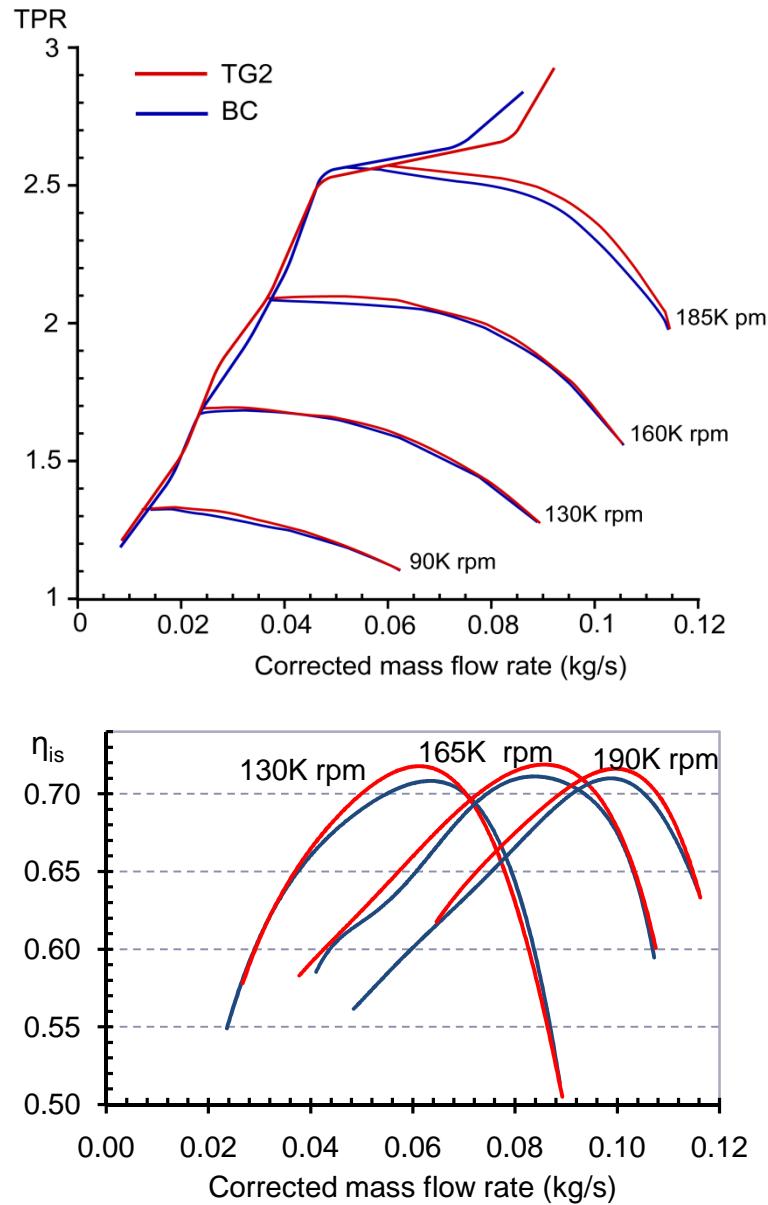 TPR
3
TG2
BC
2.5
185K pm
2
160K rpm
1.5
130K rpm
90K rpm
1
0 0.02 0.04 0.06 0.08 0.1 0.12
Corrected mass flow rate (kg/s)
ηis
130K rpm 165K rpm 190K rpm
0.70
0.65
0.60
0.55
0.50
0.00 0.02 0.04 0.06 0.08 0.10 0.12
Corrected mass flow rate (kg/s)